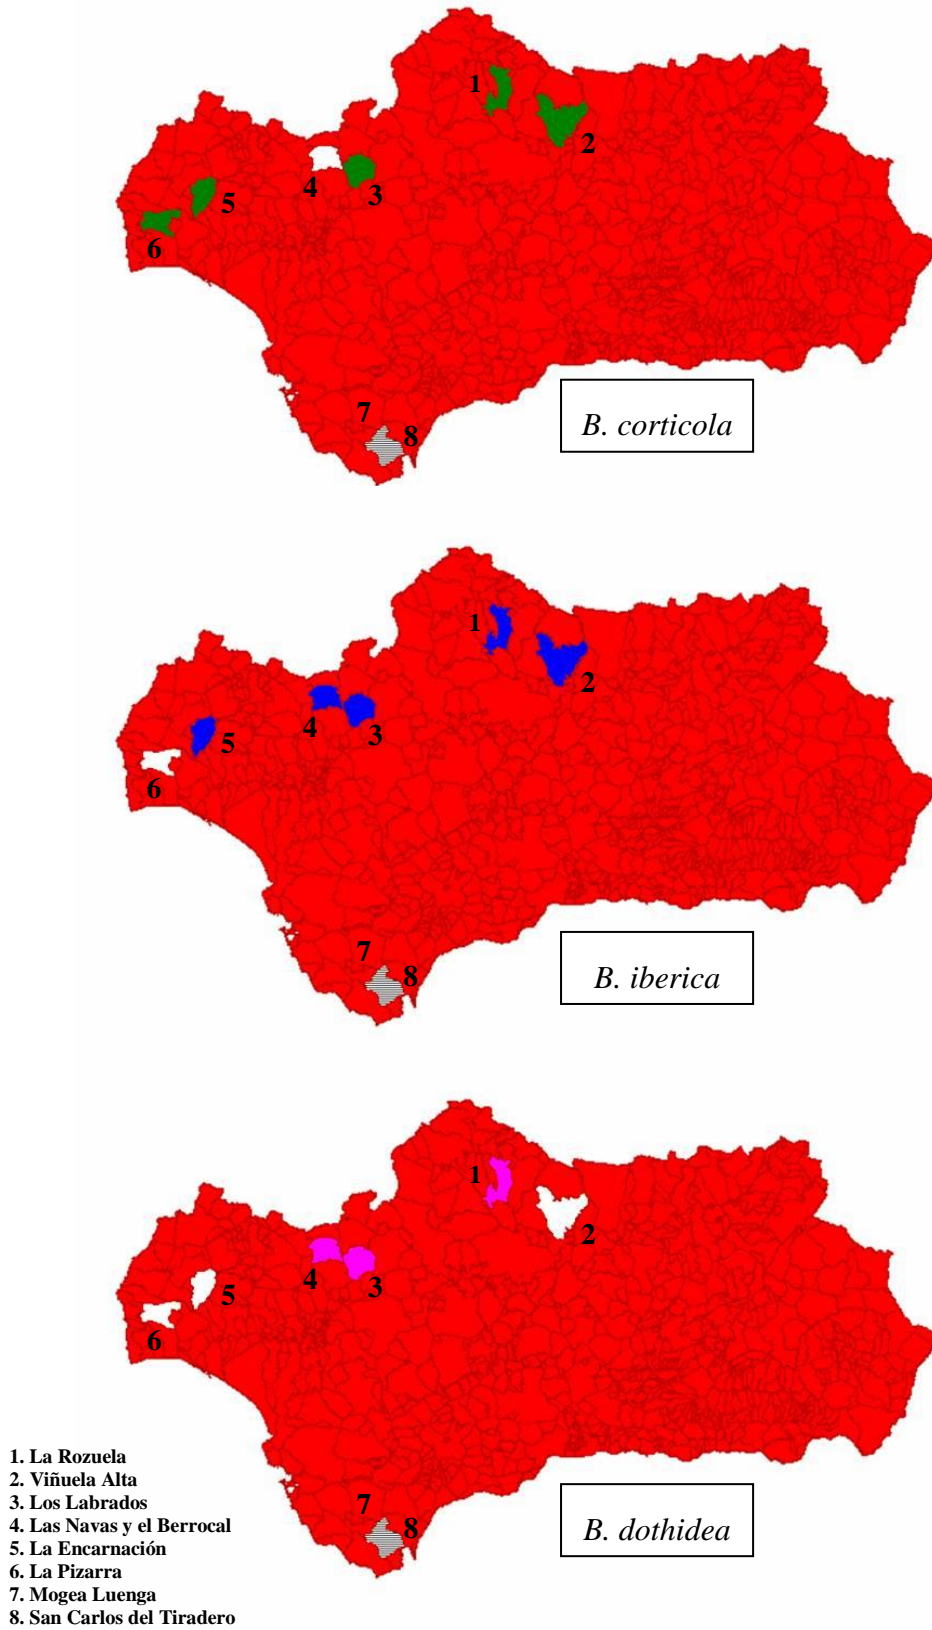 1
2
3
4
5
6
7
8
B. corticola
1
2
3
4
5
6
7
8
B. iberica
1
2
3
4
5
6
7
8
B. dothidea
1. La Rozuela
2. Viñuela Alta
3. Los Labrados
4. Las Navas y el Berrocal
5. La Encarnación
6. La Pizarra
7. Mogea Luenga
8. San Carlos del Tiradero